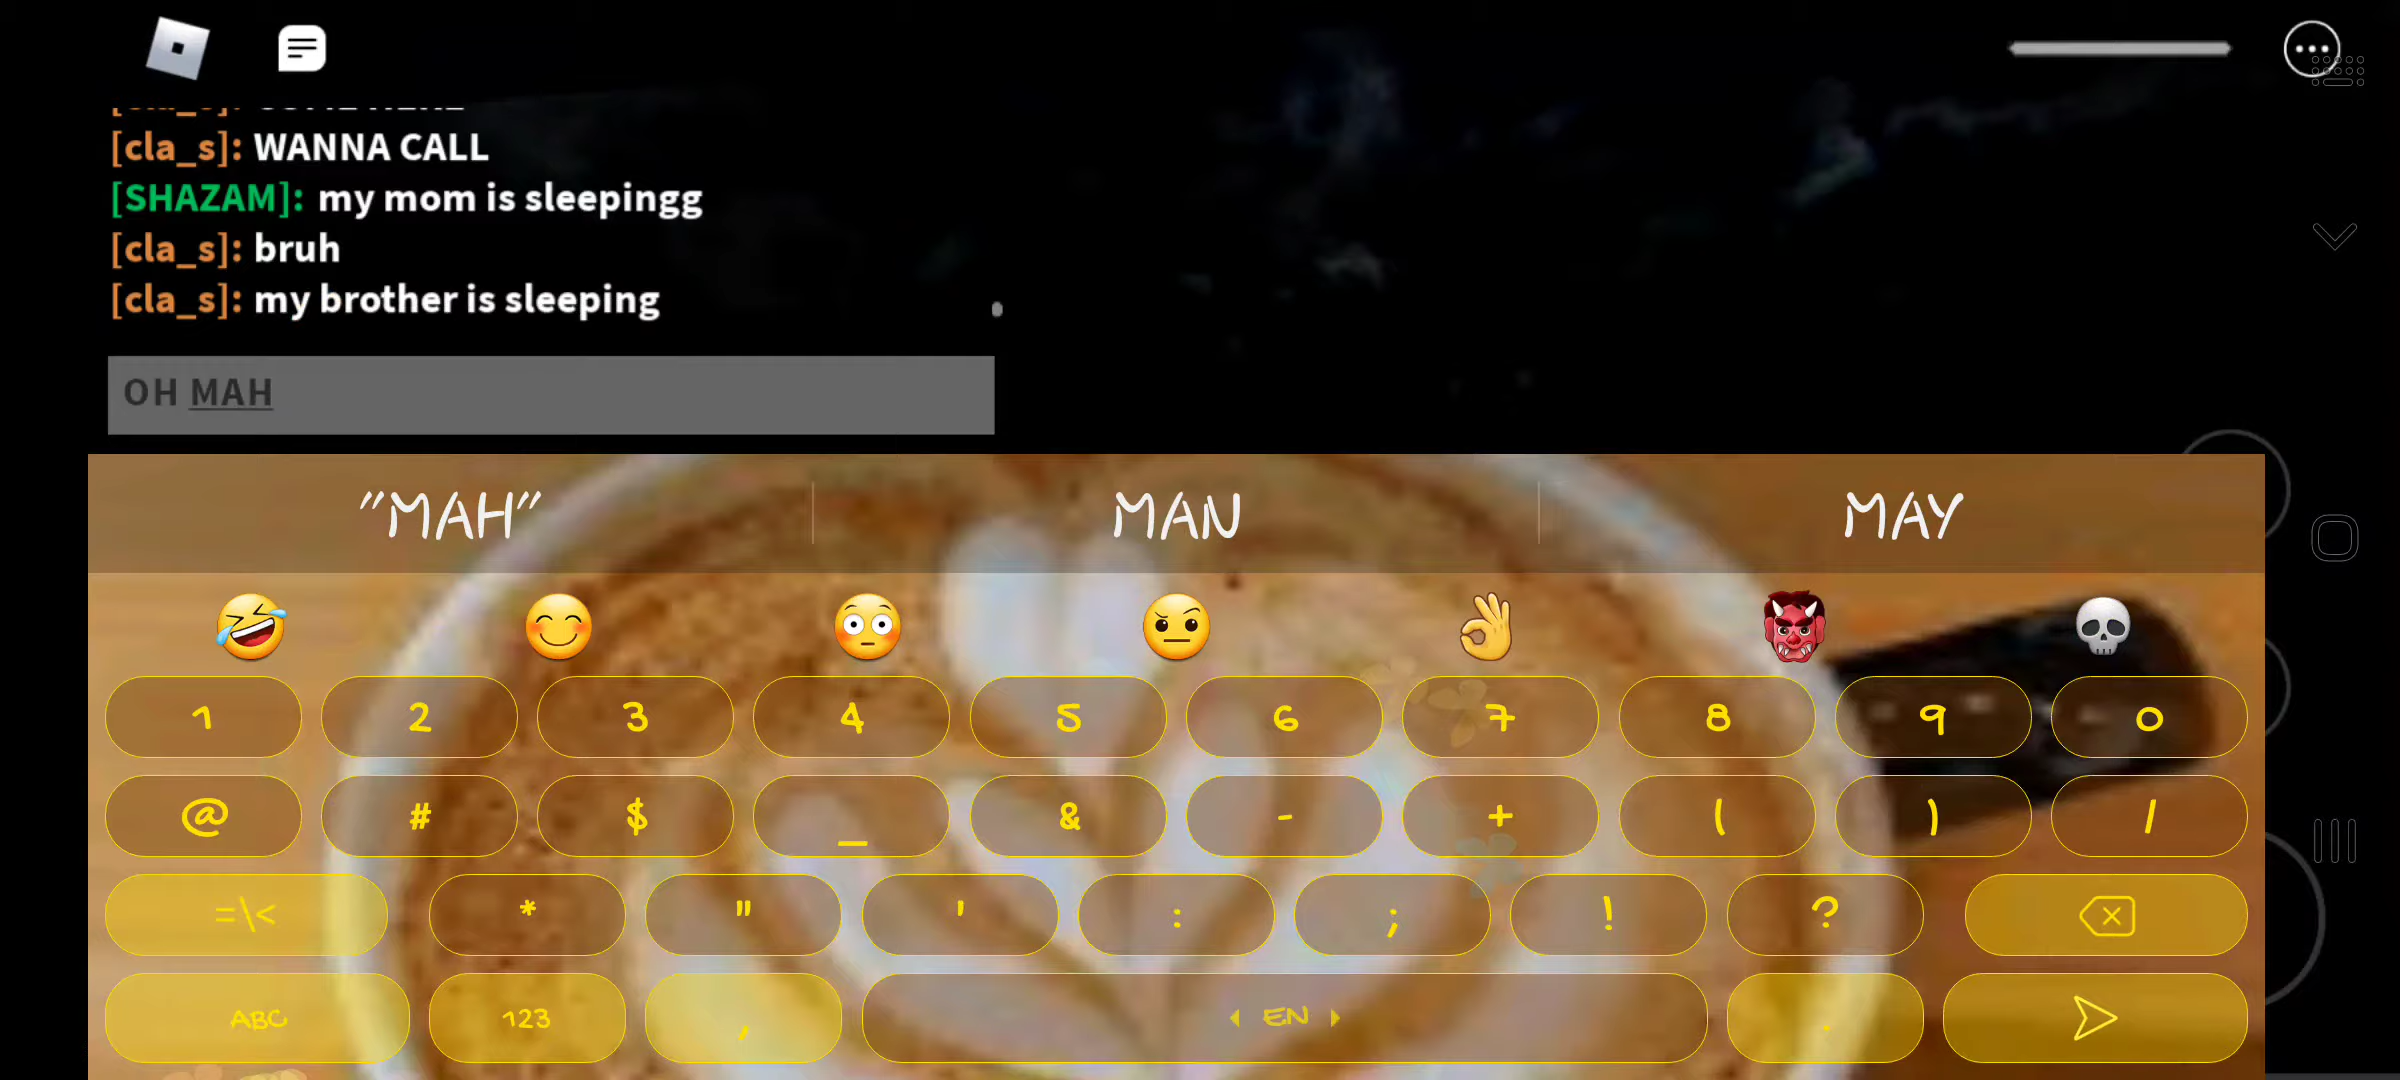 [cla_s]: WANNA CALL
[SHAZAM]: my mom is sleepingg
[cla_s]: bruh
[cla_s]: my brother is sleeping
OH MAH
"MAH" MAN MAY
1 2 3 4 5 6 7 8 9 0
@ # $ _ & - + ( ) /
=\< * " ' : ; ! ?
ABC 123 , EN .